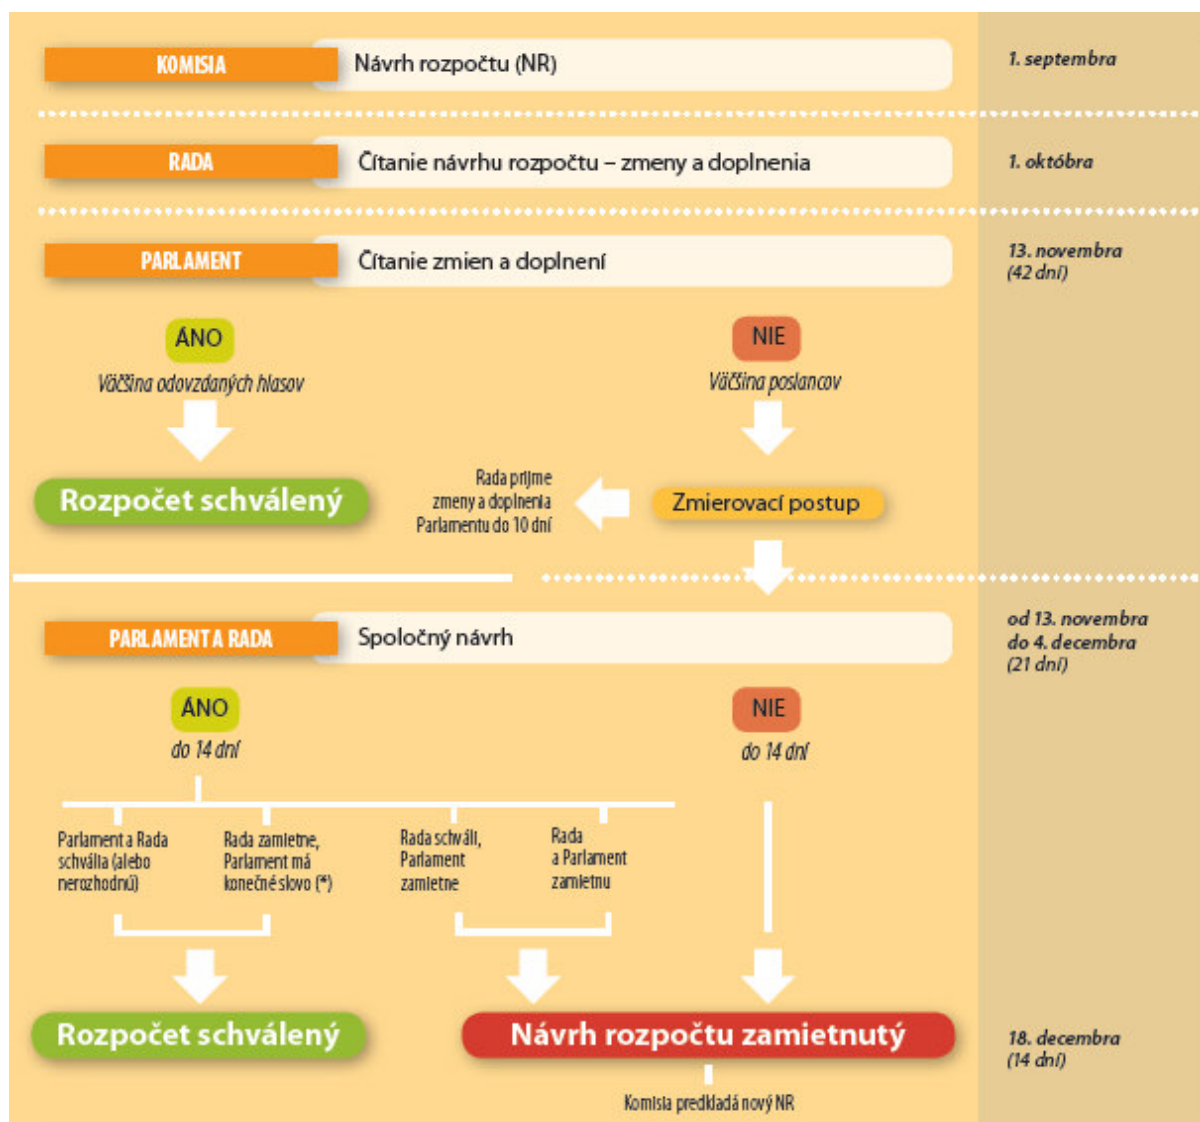 KOMISIA
Návrh rozpočtu (NR)
1. septembra
RADA
Čítanie návrhu rozpočtu – zmeny a doplnenia
1. októbra
PARLAMENT
Čítanie zmien a doplnení
13. novembra
(42 dní)
ÁNO
Väčšina odovzdaných hlasov
NIE
Väčšina poslancov
Rozpočet schválený
Rada prijme
zmeny a doplnenia
Parlamentu do 10 dní
Zmierovací postup
PARLAMENT A RADA
Spoločný návrh
od 13. novembra
do 4. decembra
(21 dní)
ÁNO
do 14 dní
NIE
do 14 dní
Parlament a Rada
schvália (alebo
nerozhodnú)
Rada zamietne,
Parlament má
konečné slovo (*)
Rada schváli,
Parlament
zamietne
Rada
a Parlament
zamietnu
Rozpočet schválený
Návrh rozpočtu zamietnutý
18. decembra
(14 dní)
Komisia predkladá nový NR